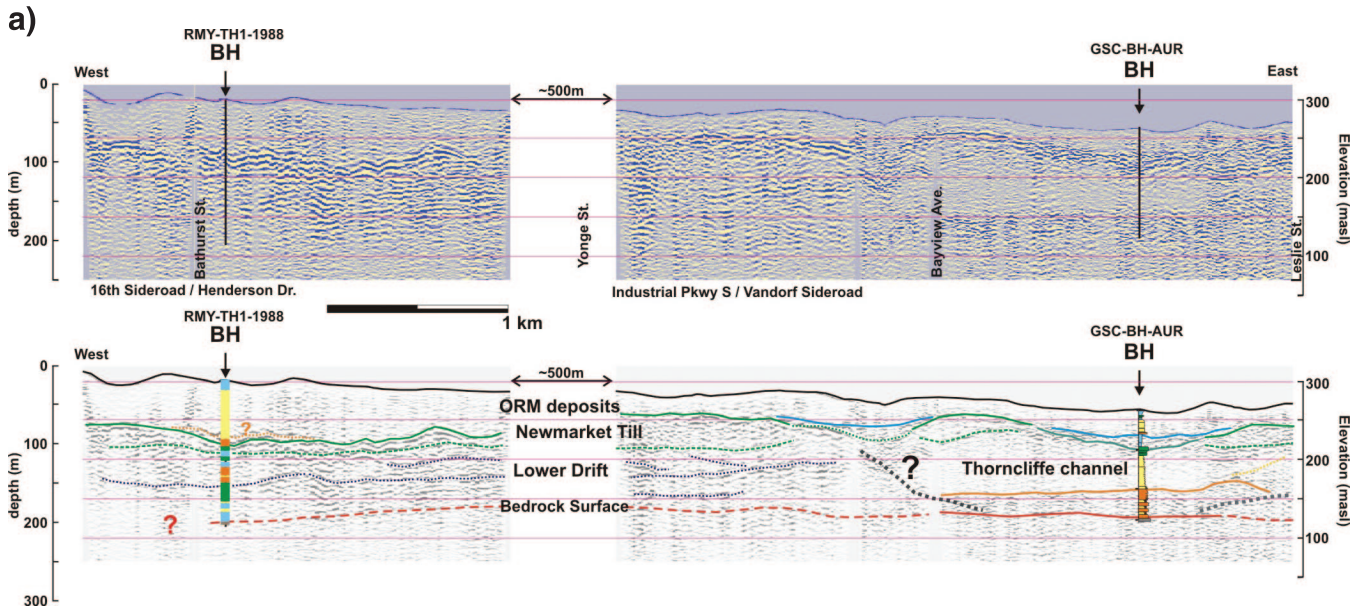 a)
RMY-TH1-1988
BH
GSC-BH-AUR
BH
West
East
~500m
0
100
200
depth (m)
300
200
100
Elevation (masl)
Bathurst St.
Yonge St.
Bayview Ave.
Leslie St.
16th Sideroad / Henderson Dr.
Industrial Pkwy S / Vandorf Sideroad
1 km
RMY-TH1-1988
BH
GSC-BH-AUR
BH
West
East
~500m
0
100
200
300
depth (m)
300
200
100
Elevation (masl)
ORM deposits
?
Newmarket Till
Lower Drift
?
Thorncliffe channel
Bedrock Surface
?